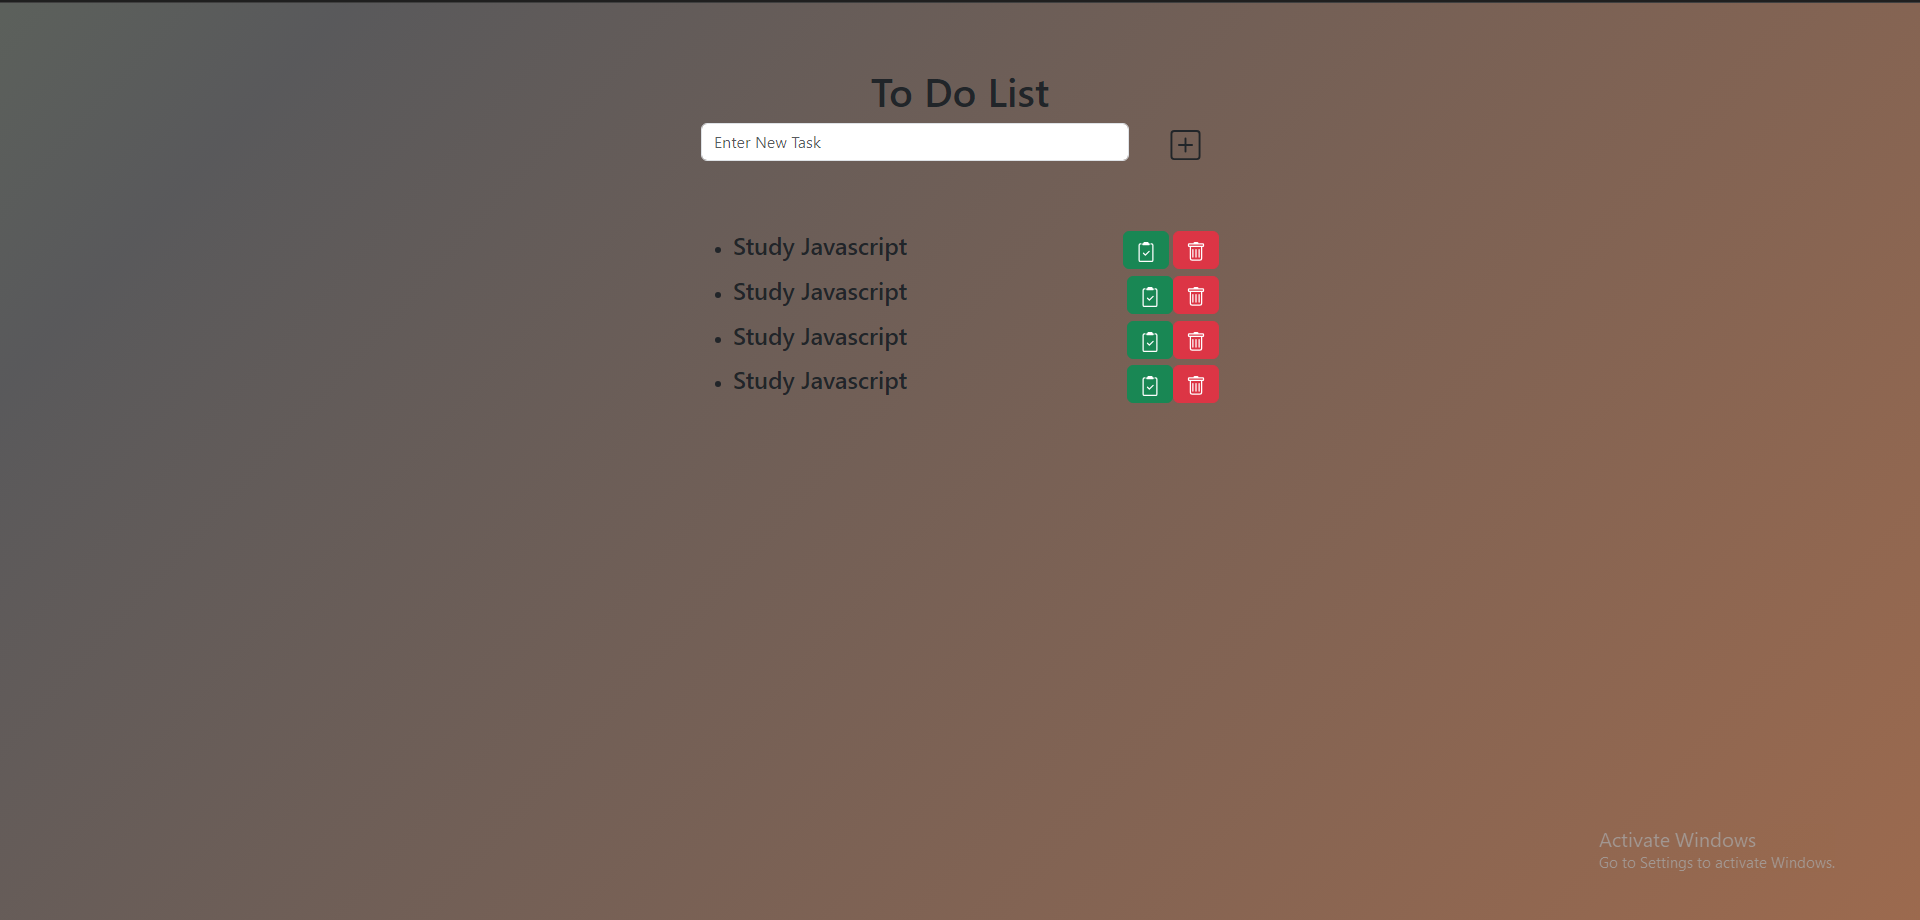 To Do List
Enter New Task
Study Javascript
Study Javascript
Study Javascript
Study Javascript
Activate Windows
Go to Settings to activate Windows.